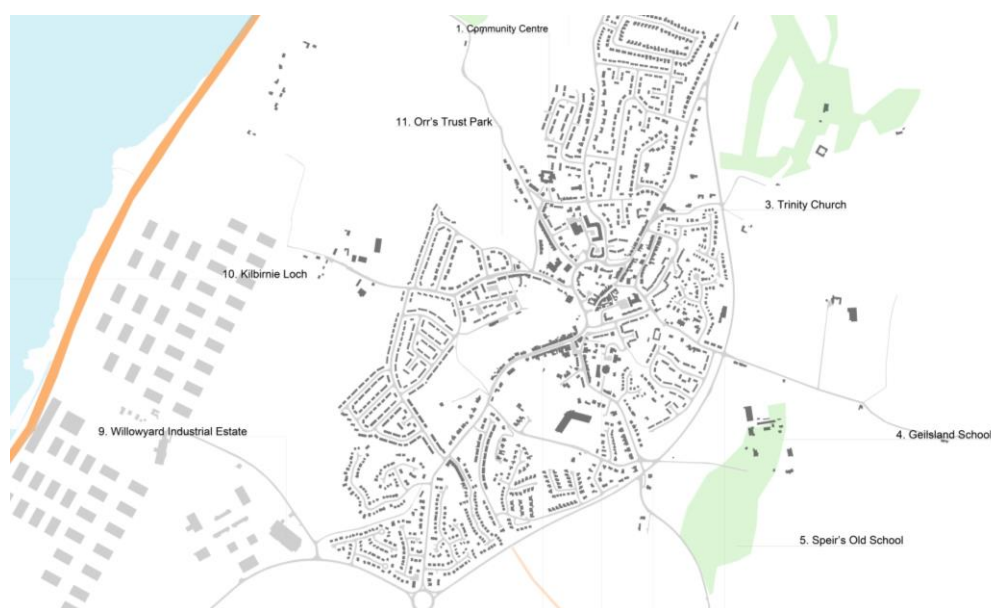 1. Community Centre
11. Orr's Trust Park
3. Trinity Church
10. Kilbirnie Loch
9. Willowyard Industrial Estate
4. Geilsland School
5. Speir's Old School